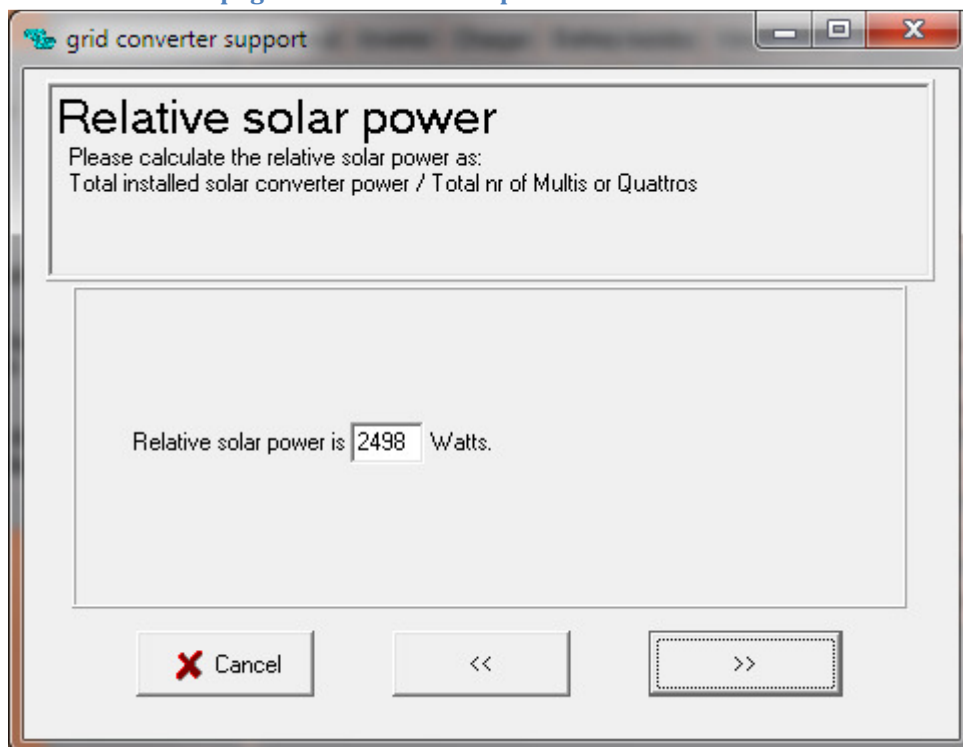 grid converter support
Relative solar power
Please calculate the relative solar power as:
Total installed solar converter power / Total nr of Multis or Quattros
Relative solar power is 2498 Watts.
Cancel
<<
>>